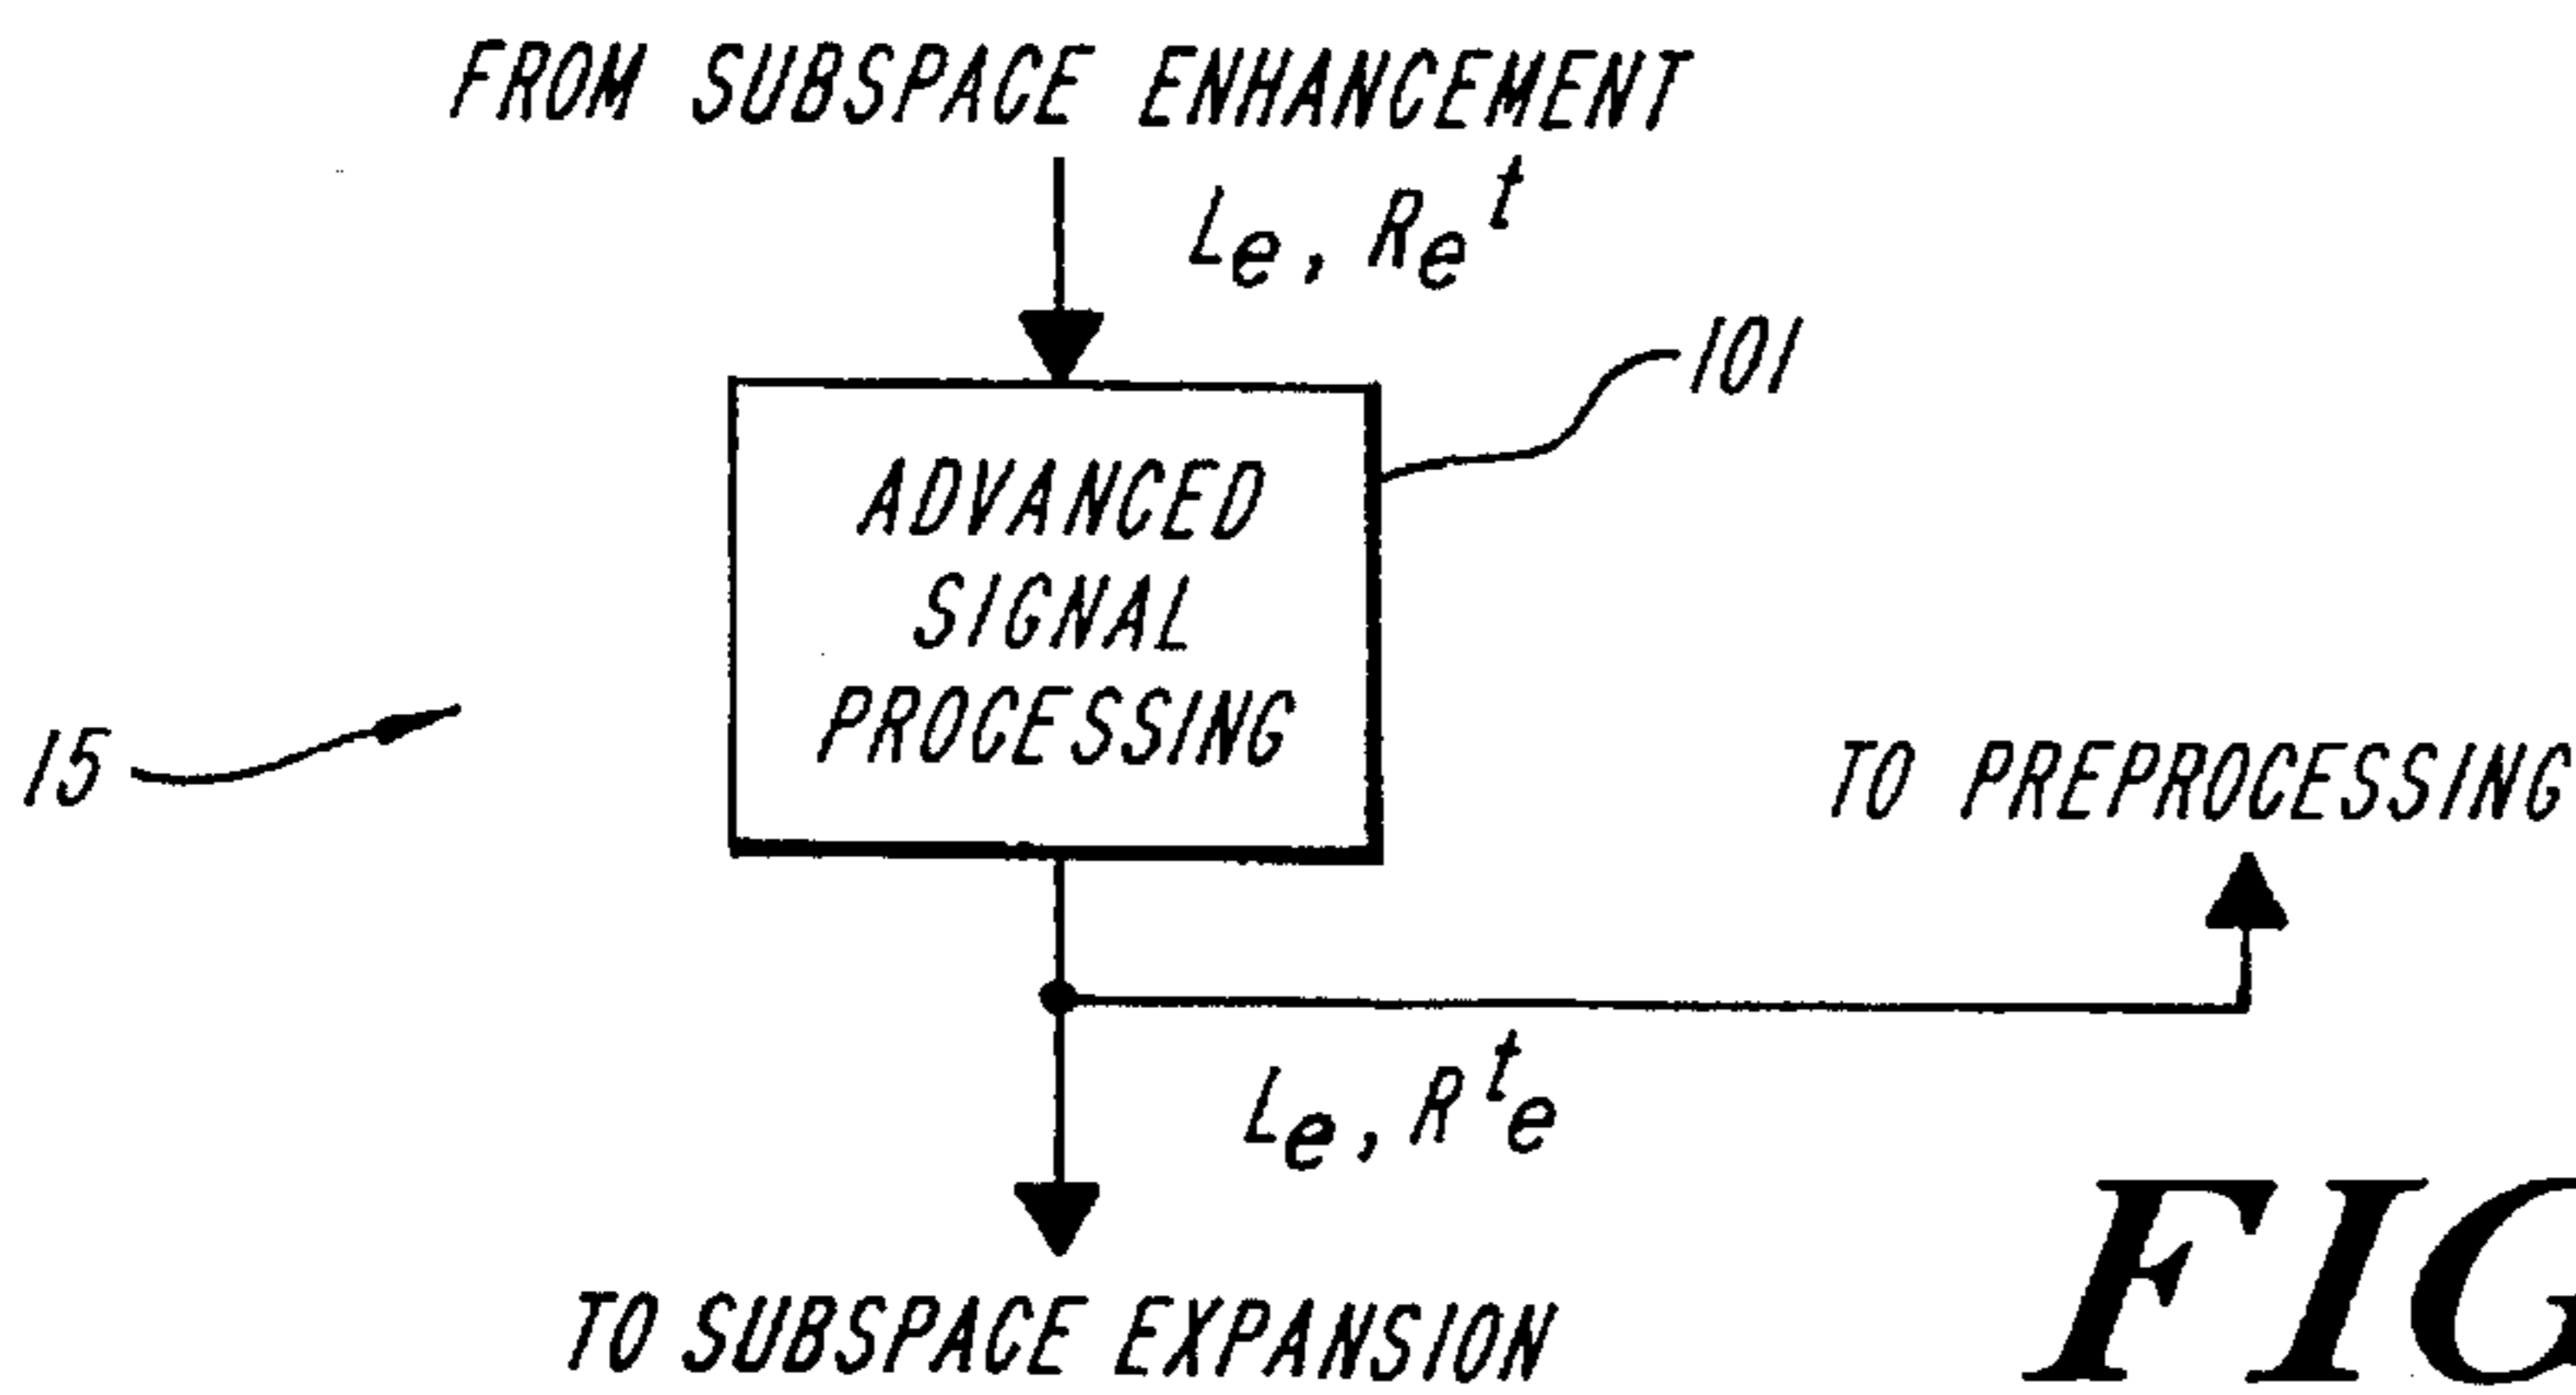 FROM SUBSPACE ENHANCEMENT
Lₑ, Rₑᵗ
101
ADVANCED
SIGNAL
PROCESSING
15
TO PREPROCESSING
Lₑ, Rᵗₑ
TO SUBSPACE EXPANSION
FIG